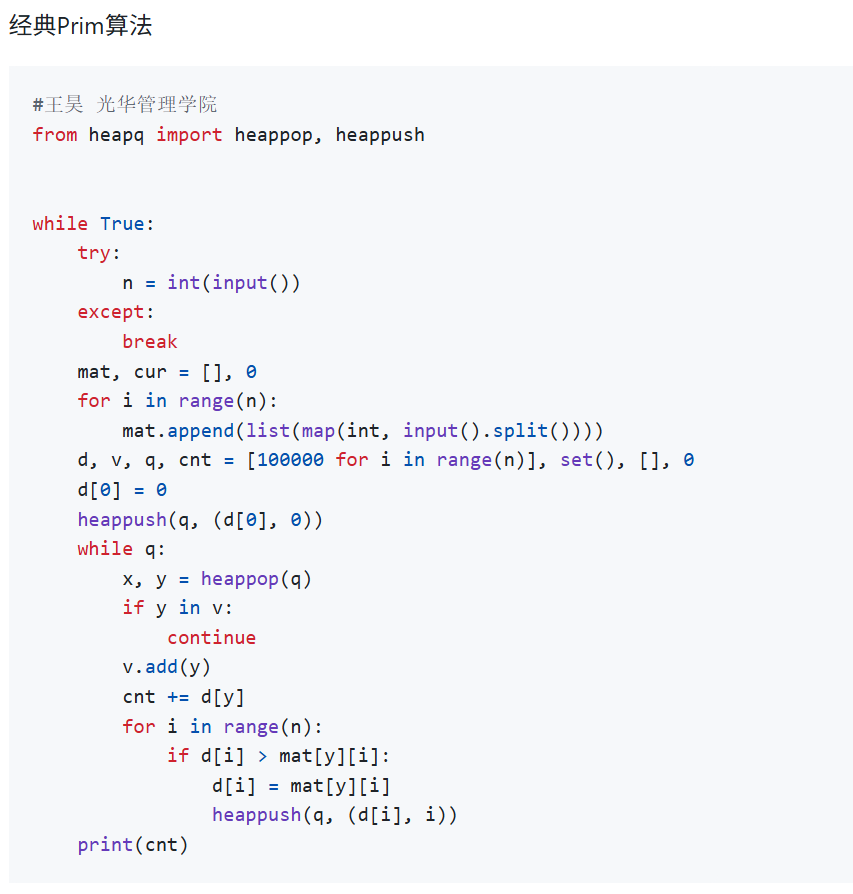 经典Prim算法
#王昊 光华管理学院
from heapq import heappop, heappush
while True:
    try:
        n = int(input())
    except:
        break
    mat, cur = [], 0
    for i in range(n):
        mat.append(list(map(int, input().split())))
    d, v, q, cnt = [100000 for i in range(n)], set(), [], 0
    d[0] = 0
    heappush(q, (d[0], 0))
    while q:
        x, y = heappop(q)
        if y in v:
            continue
        v.add(y)
        cnt += d[y]
        for i in range(n):
            if d[i] > mat[y][i]:
                d[i] = mat[y][i]
                heappush(q, (d[i], i))
    print(cnt)